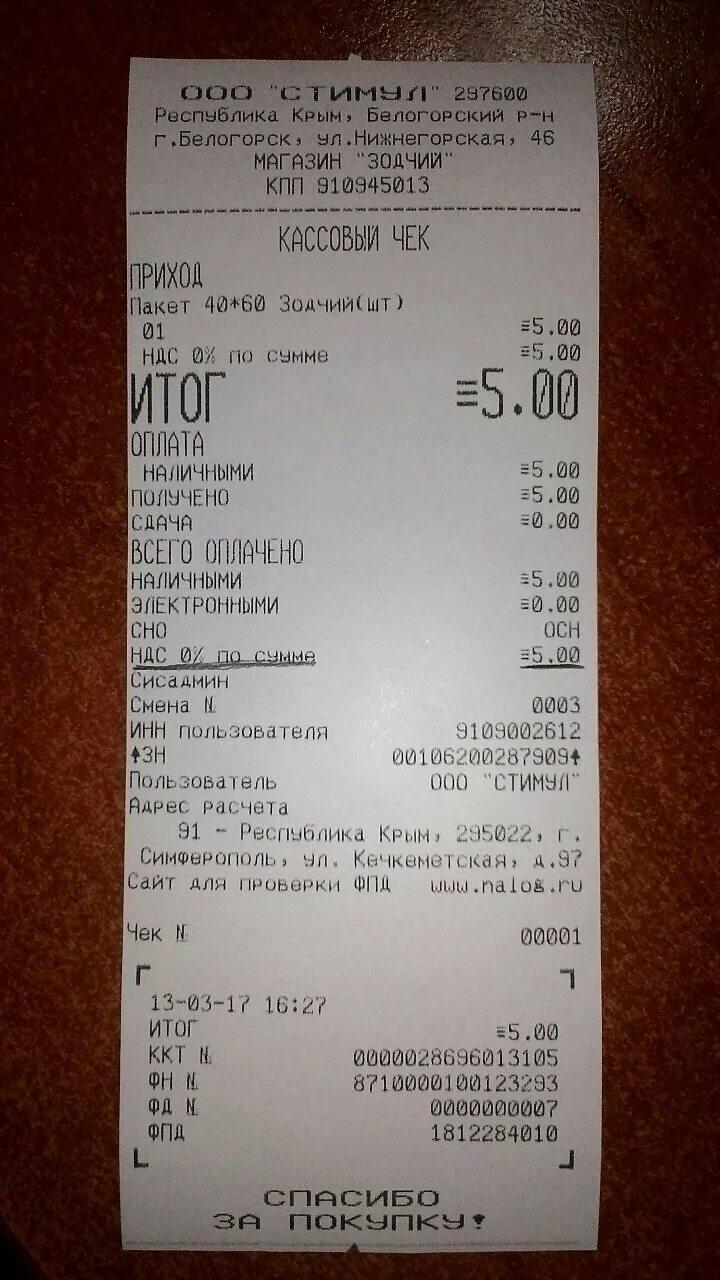 ООО "СТИМУЛ" 297600
Республика Крым, Белогорский р-н
г.Белогорск, ул.Нижнегорская, 46
МАГАЗИН "ЗОДЧИЙ"
КПП 910945013
КАССОВЫЙ ЧЕК
ПРИХОД
Пакет 40*60 Зодчий(шт)
01 ≡5.00
НДС 0% по сумме ≡5.00
ИТОГ ≡5.00
ОПЛАТА
НАЛИЧНЫМИ ≡5.00
ПОЛУЧЕНО ≡5.00
СДАЧА ≡0.00
ВСЕГО ОПЛАЧЕНО
НАЛИЧНЫМИ ≡5.00
ЭЛЕКТРОННЫМИ ≡0.00
СНО ОСН
НДС 0% по сумме ≡5.00
Сисадмин
Смена № 0003
ИНН пользователя 9109002612
↟ЗН 00106200287909↟
Пользователь ООО "СТИМУЛ"
Адрес расчета
91 - Республика Крым, 295022, г.
Симферополь, ул. Кечкеметская, д.97
Сайт для проверки ФПД www.nalog.ru
Чек № 00001
13-03-17 16:27
ИТОГ ≡5.00
ККТ № 0000028696013105
ФН № 8710000100123293
ФД № 0000000007
ФПД 1812284010
СПАСИБО
ЗА ПОКУПКУ!